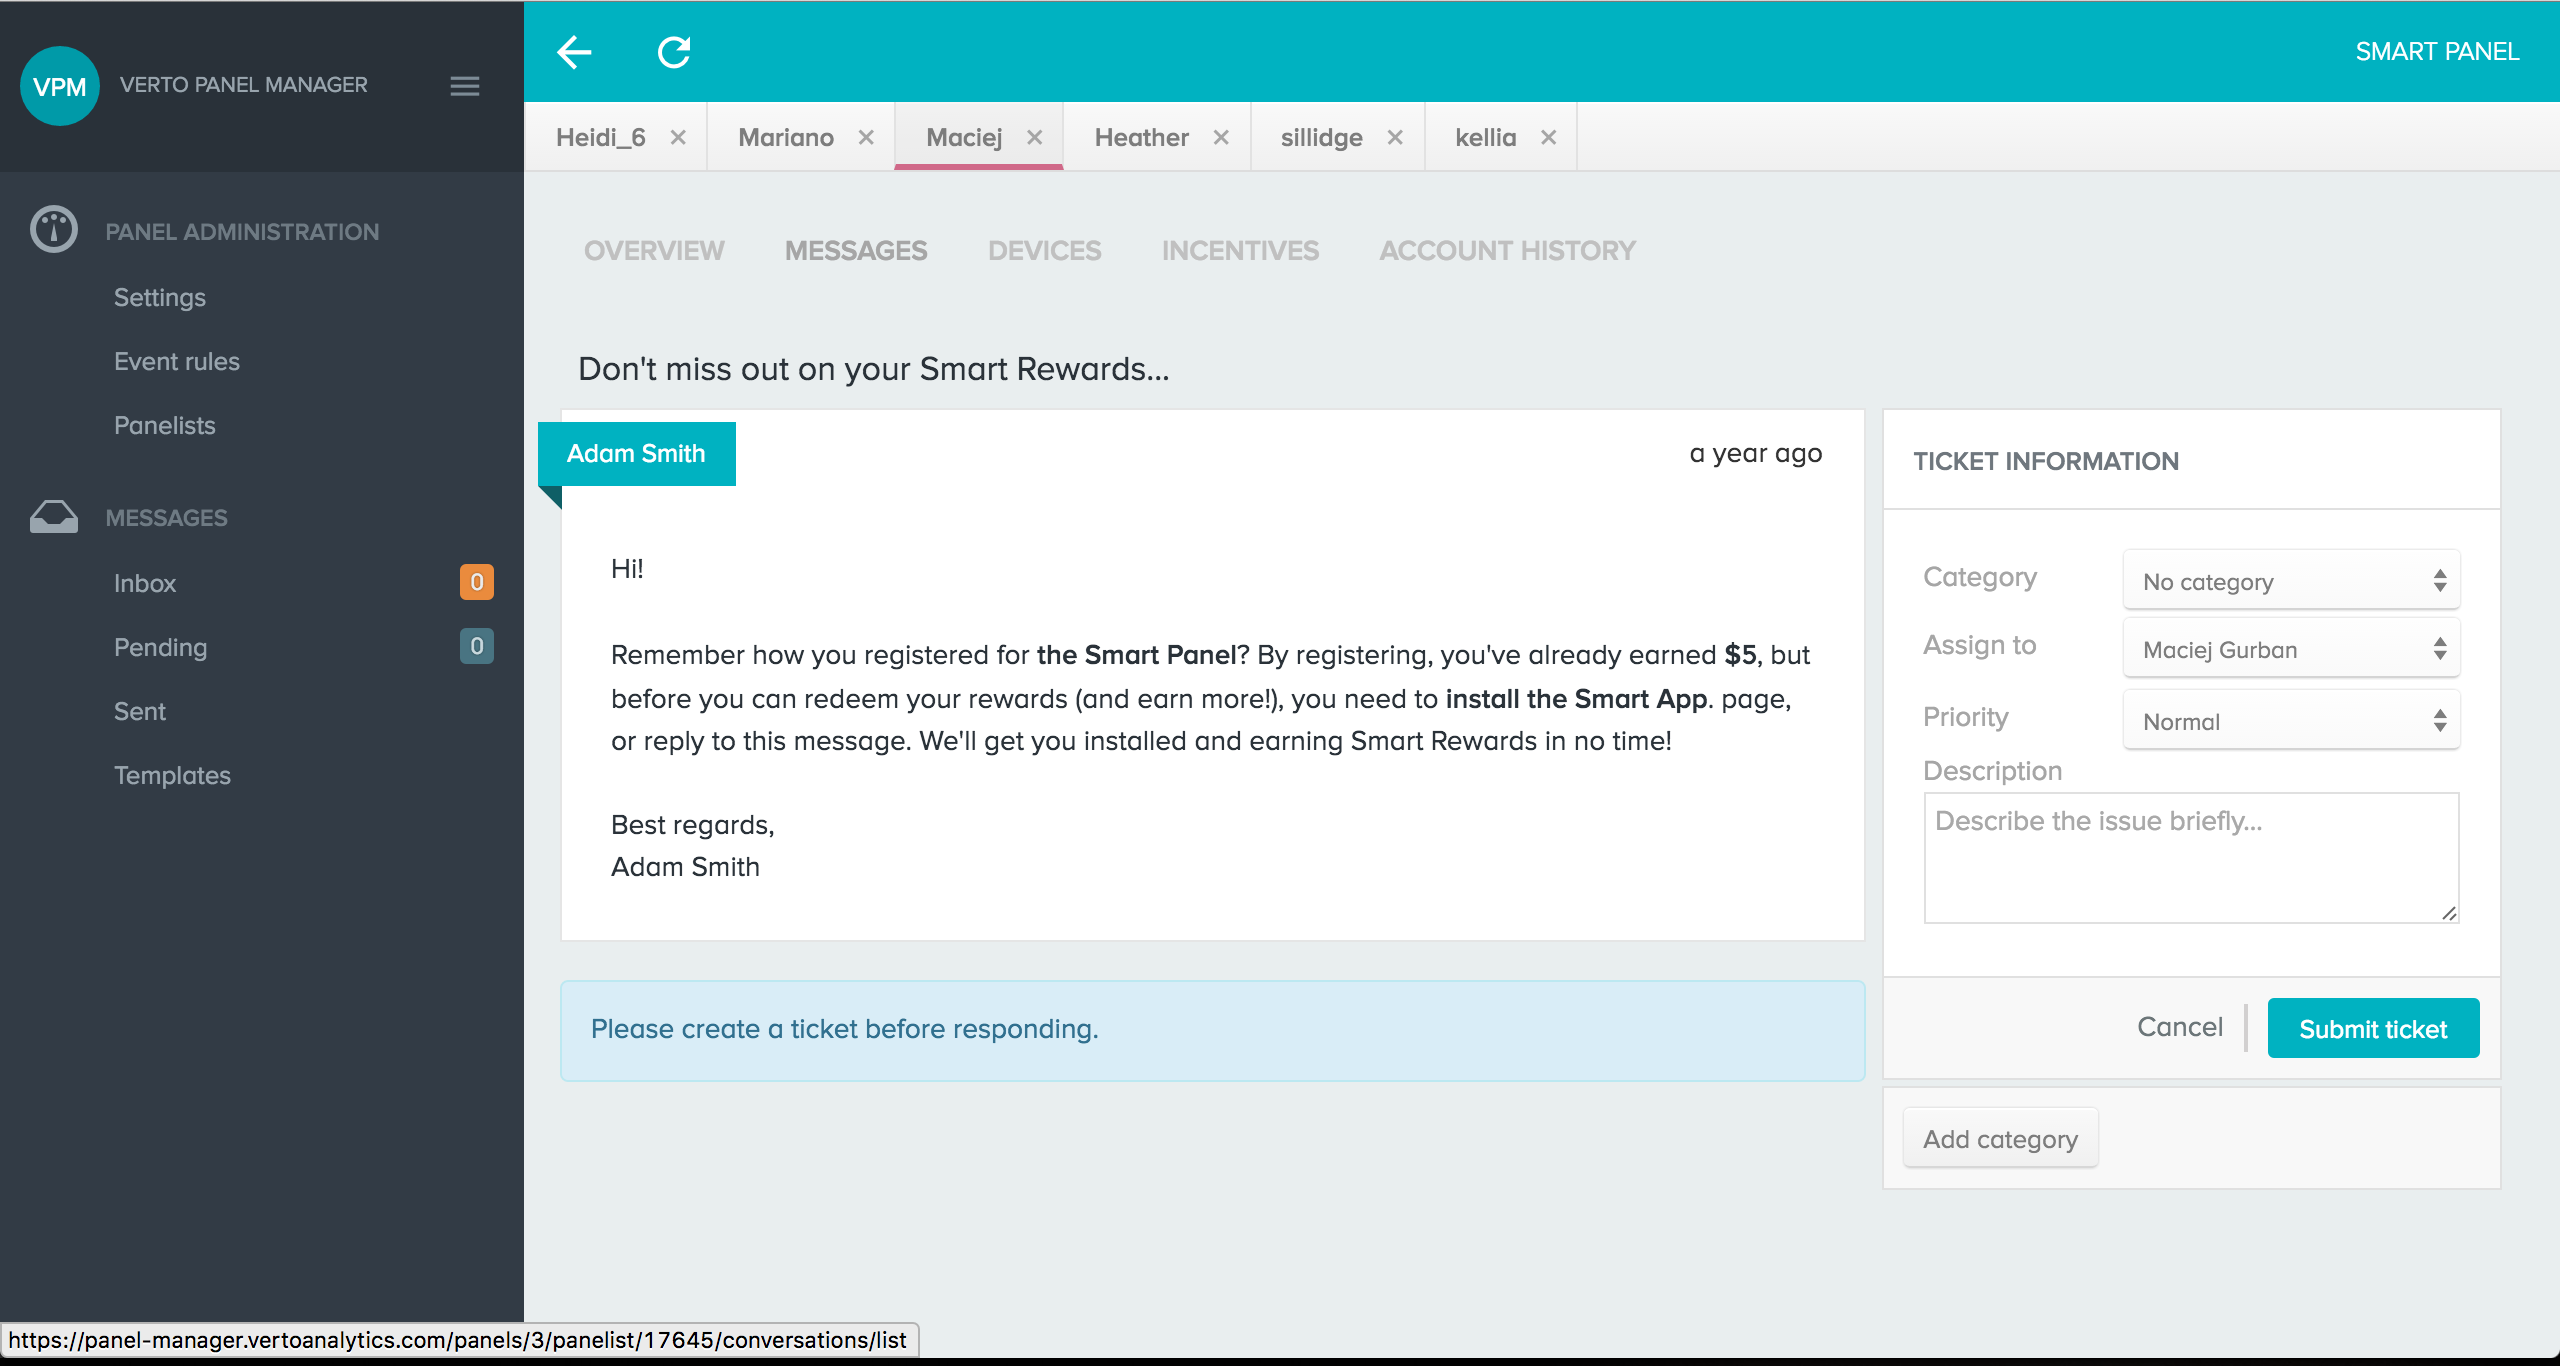 VPM
VERTO PANEL MANAGER
SMART PANEL
Heidi_6 ×
Mariano ×
Maciej ×
Heather ×
sillidge ×
kellia ×
PANEL ADMINISTRATION
Settings
Event rules
Panelists
MESSAGES
Inbox 0
Pending 0
Sent
Templates
OVERVIEW
MESSAGES
DEVICES
INCENTIVES
ACCOUNT HISTORY
Don't miss out on your Smart Rewards...
Adam Smith
a year ago
Hi!
Remember how you registered for the Smart Panel? By registering, you've already earned $5, but
before you can redeem your rewards (and earn more!), you need to install the Smart App. page,
or reply to this message. We'll get you installed and earning Smart Rewards in no time!
Best regards,
Adam Smith
Please create a ticket before responding.
TICKET INFORMATION
Category No category
Assign to Maciej Gurban
Priority Normal
Description
Describe the issue briefly...
Cancel
Submit ticket
Add category
https://panel-manager.vertoanalytics.com/panels/3/panelist/17645/conversations/list